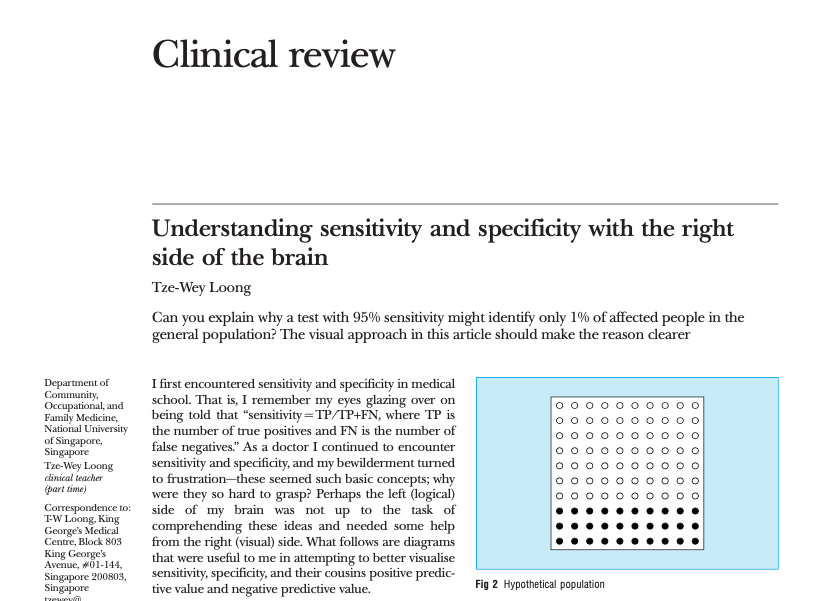 Clinical review
Understanding sensitivity and specificity with the right
side of the brain
Tze-Wey Loong
Can you explain why a test with 95% sensitivity might identify only 1% of affected people in the
general population? The visual approach in this article should make the reason clearer
Department of
Community,
Occupational, and
Family Medicine,
National University
of Singapore,
Singapore
Tze-Wey Loong
clinical teacher
(part time)
Correspondence to:
T-W Loong, King
George's Medical
Centre, Block 803
King George's
Avenue, #01-144,
Singapore 200803,
Singapore
tzewey@
I first encountered sensitivity and specificity in medical
school. That is, I remember my eyes glazing over on
being told that “sensitivity=TP/TP+FN, where TP is
the number of true positives and FN is the number of
false negatives.” As a doctor I continued to encounter
sensitivity and specificity, and my bewilderment turned
to frustration—these seemed such basic concepts; why
were they so hard to grasp? Perhaps the left (logical)
side of my brain was not up to the task of
comprehending these ideas and needed some help
from the right (visual) side. What follows are diagrams
that were useful to me in attempting to better visualise
sensitivity, specificity, and their cousins positive predic-
tive value and negative predictive value.
Fig 2 Hypothetical population